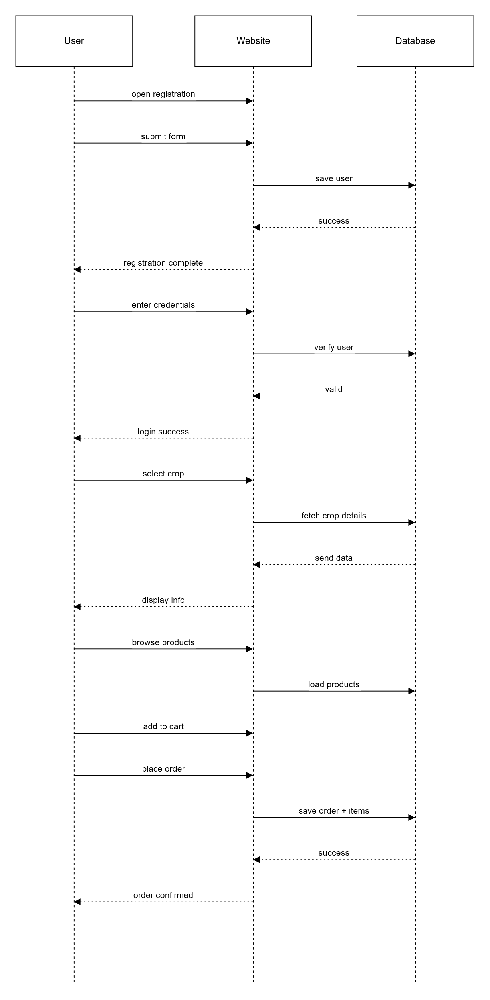 User
Website
Database
open registration
submit form
save user
success
registration complete
enter credentials
verify user
valid
login success
select crop
fetch crop details
send data
display info
browse products
load products
add to cart
place order
save order + items
success
order confirmed